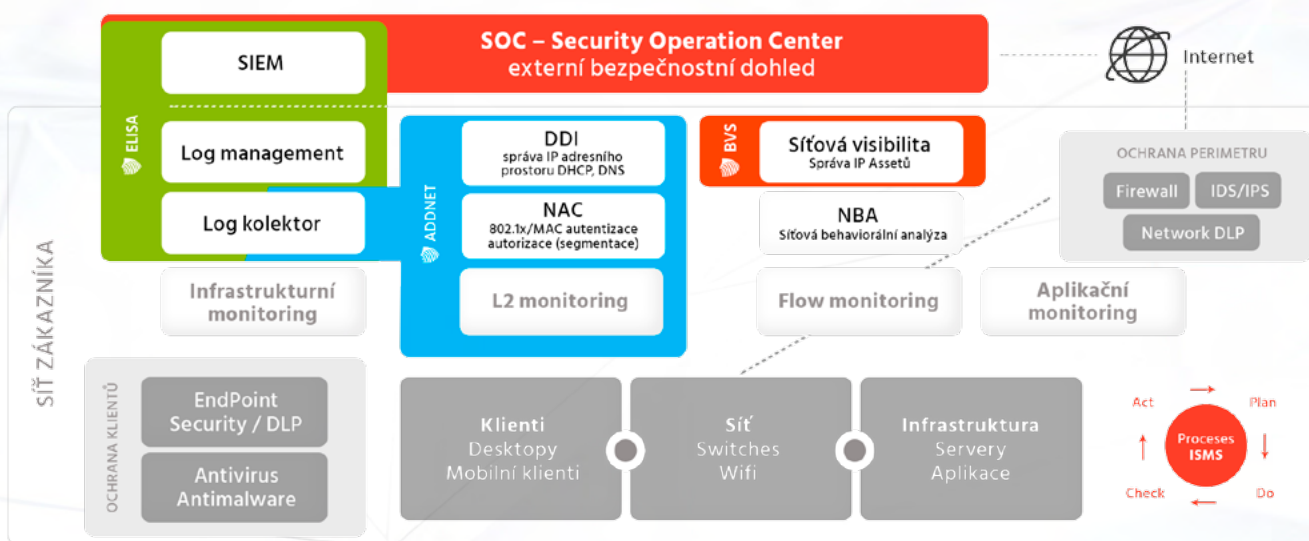 SIEM
SOC – Security Operation Center
externí bezpečnostní dohled
Internet
ELISA
Log management
Log kolektor
ADDNET
DDI
správa IP adresního
prostoru DHCP, DNS
NAC
802.1x/MAC autentizace
autorizace (segmentace)
L2 monitoring
BVS
Síťová visibilita
Správa IP Assetů
NBA
Síťová behaviorální analýza
OCHRANA PERIMETRU
Firewall
IDS/IPS
Network DLP
Infrastrukturní
monitoring
Flow monitoring
Aplikační
monitoring
SÍŤ ZÁKAZNÍKA
OCHRANA KLIENTŮ
EndPoint
Security / DLP
Antivirus
Antimalware
Klienti
Desktopy
Mobilní klienti
Síť
Switches
Wifi
Infrastruktura
Servery
Aplikace
Act
Plan
Proceses
ISMS
Check
Do